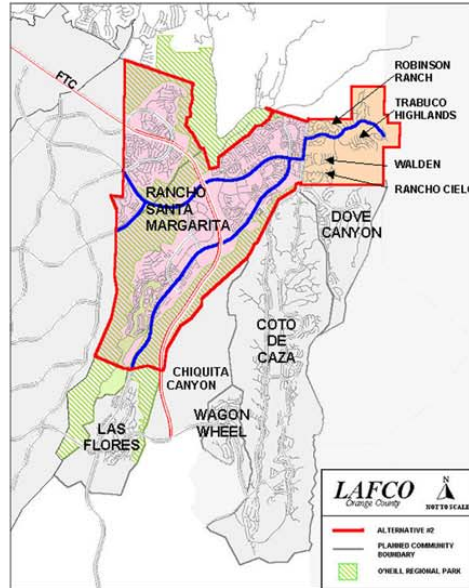 ROBINSON
RANCH
TRABUCO
HIGHLANDS
FTC
WALDEN
RANCHO CIELO
RANCHO
SANTA
MARGARITA
DOVE
CANYON
COTO
DE
CAZA
CHIQUITA
CANYON
WAGON
WHEEL
LAS
FLORES
LAFCO
Orange County
N
NOT TO SCALE
ALTERNATIVE #2
PLANNED COMMUNITY
BOUNDARY
O'NEILL REGIONAL PARK